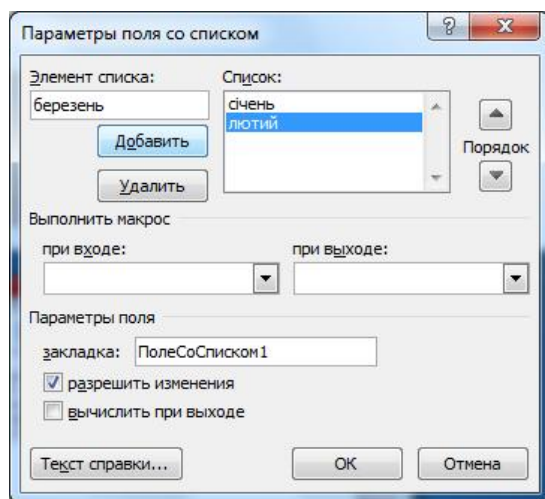 Параметры поля со списком
Элемент списка: Список:
березень січень
лютий
Добавить
Порядок
Удалить
Выполнить макрос
при входе: при выходе:
Параметры поля
закладка: ПолеСоСписком1
разрешить изменения
вычислить при выходе
Текст справки... ОК Отмена